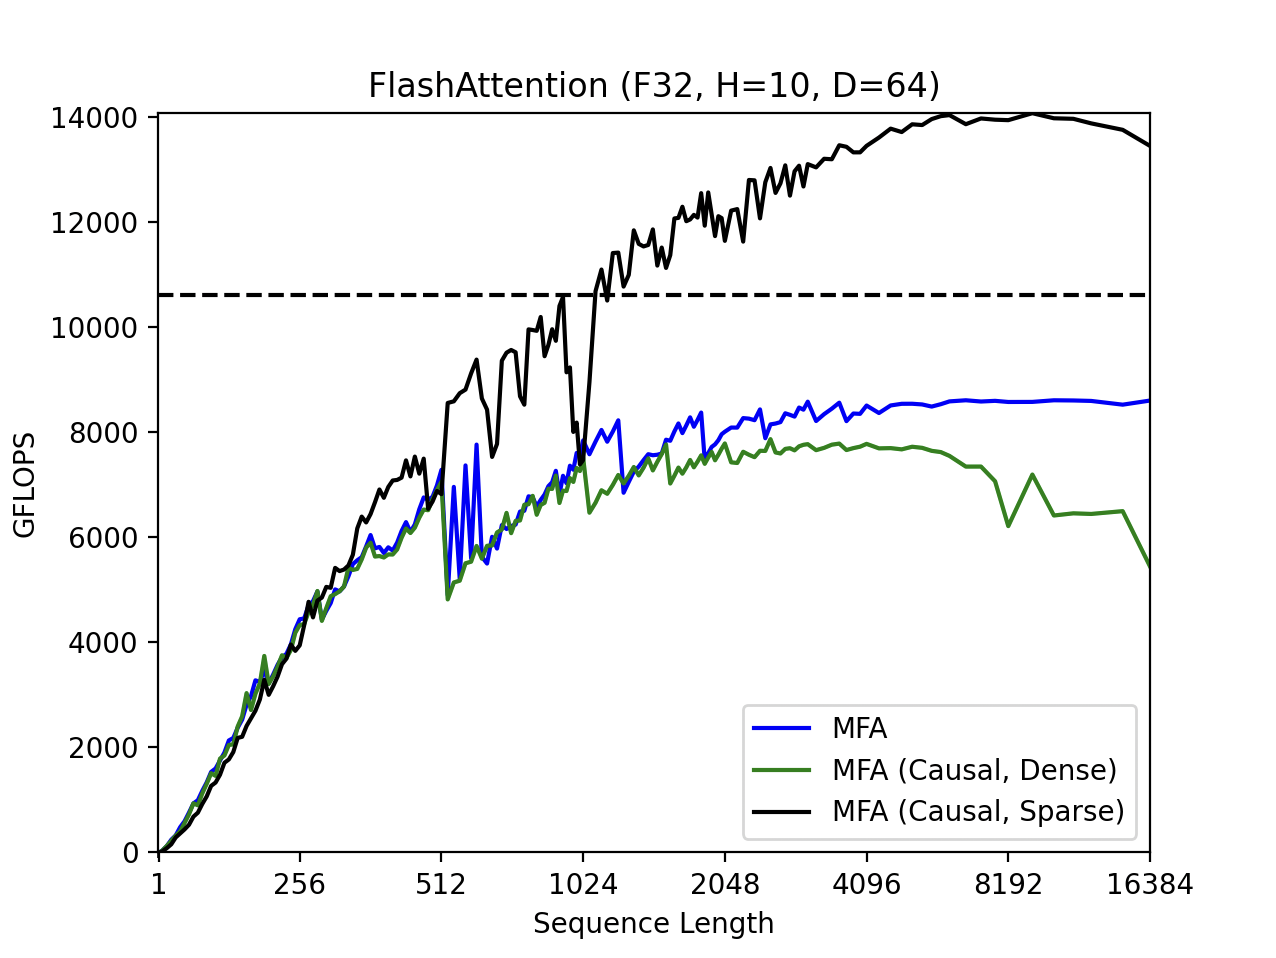 FlashAttention (F32, H=10, D=64)
14000
12000
10000
8000
6000
4000
2000
0
GFLOPS
MFA
MFA (Causal, Dense)
MFA (Causal, Sparse)
1 256 512 1024 2048 4096 8192 16384
Sequence Length